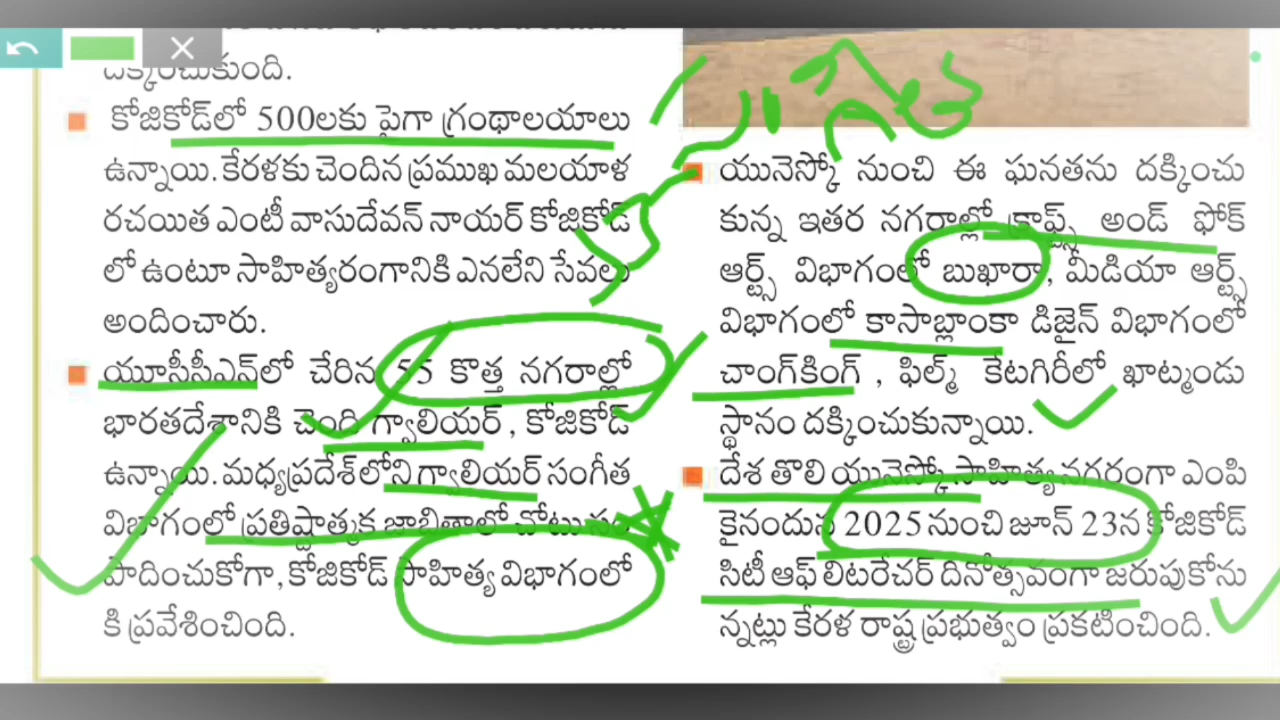 దక్కించుకుంది.
కోజికోడ్‌లో 500లకు పైగా గ్రంథాలయాలు
ఉన్నాయి. కేరళకు చెందిన ప్రముఖ మలయాళ
రచయిత ఎంటీ వాసుదేవన్ నాయర్ కోజికోడ్
లో ఉంటూ సాహిత్యరంగానికి ఎనలేని సేవలు
అందించారు.
యూసీసీఎన్‌లో చేరిన 55 కొత్త నగరాల్లో
భారతదేశానికి చెంది గ్వాలియర్, కోజికోడ్
ఉన్నాయి. మధ్యప్రదేశ్‌లోని గ్వాలియర్ సంగీత
విభాగంలో ప్రతిష్ఠాత్మక జాబితాలో చోటుసం
పాదించుకోగా, కోజికోడ్ సాహిత్య విభాగంలో
కి ప్రవేశించింది.
యునెస్కో నుంచి ఈ ఘనతను దక్కించు
కున్న ఇతర నగరాల్లో క్రాఫ్ట్స్ అండ్ ఫోక్
ఆర్ట్స్ విభాగంలో బుఖారా, మీడియా ఆర్ట్స్
విభాగంలో కాసాబ్లాంకా డిజైన్ విభాగంలో
చాంగ్‌కింగ్, ఫిల్మ్ కేటగిరీలో ఖాట్మండు
స్థానం దక్కించుకున్నాయి.
దేశ తొలి యునెస్కో సాహిత్యనగరంగా ఎంపి
కైనందున 2025 నుంచి జూన్ 23న కోజికోడ్
సిటీ ఆఫ్ లిటరేచర్ దినోత్సవంగా జరుపుకోను
న్నట్లు కేరళ రాష్ట్ర ప్రభుత్వం ప్రకటించింది.